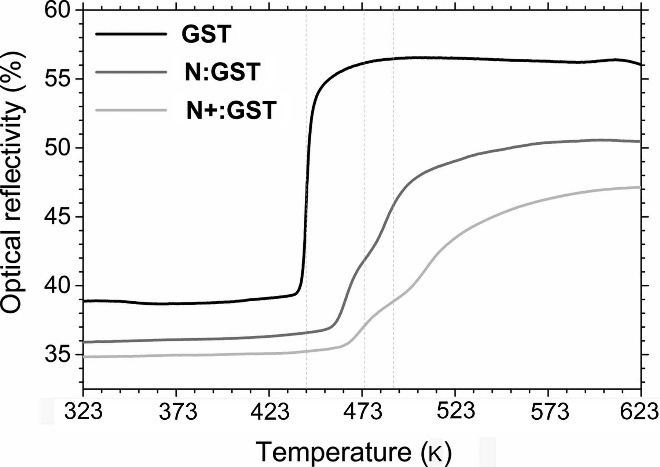 60
55
50
45
40
35
Optical reflectivity (%)
GST
N:GST
N+:GST
323 373 423 473 523 573 623
Temperature (K)